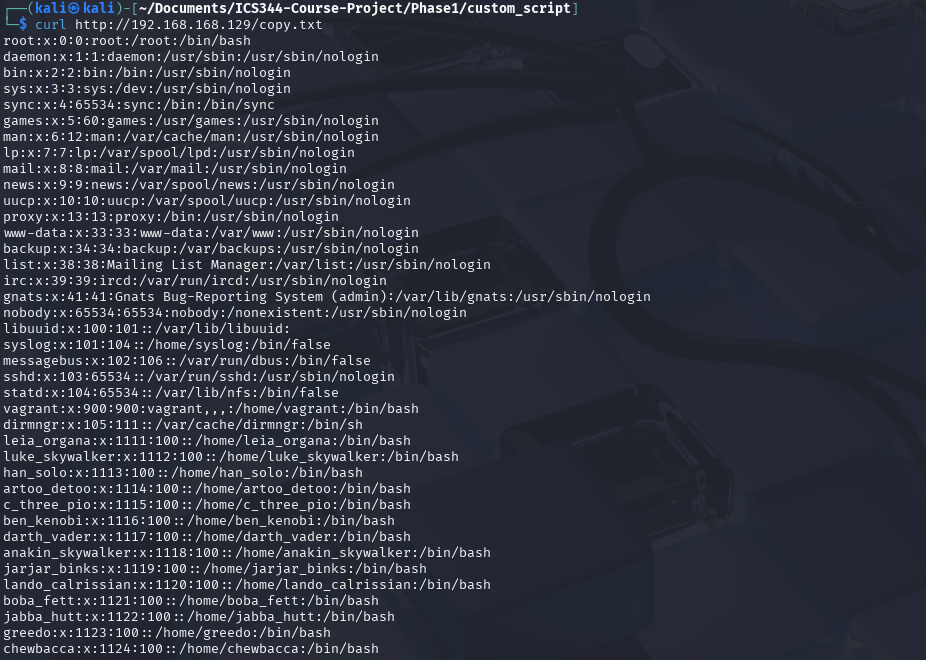 ┌──(kali㉿kali)-[~/Documents/ICS344-Course-Project/Phase1/custom_script]
└─$ curl http://192.168.168.129/copy.txt
root:x:0:0:root:/root:/bin/bash
daemon:x:1:1:daemon:/usr/sbin:/usr/sbin/nologin
bin:x:2:2:bin:/bin:/usr/sbin/nologin
sys:x:3:3:sys:/dev:/usr/sbin/nologin
sync:x:4:65534:sync:/bin:/bin/sync
games:x:5:60:games:/usr/games:/usr/sbin/nologin
man:x:6:12:man:/var/cache/man:/usr/sbin/nologin
lp:x:7:7:lp:/var/spool/lpd:/usr/sbin/nologin
mail:x:8:8:mail:/var/mail:/usr/sbin/nologin
news:x:9:9:news:/var/spool/news:/usr/sbin/nologin
uucp:x:10:10:uucp:/var/spool/uucp:/usr/sbin/nologin
proxy:x:13:13:proxy:/bin:/usr/sbin/nologin
www-data:x:33:33:www-data:/var/www:/usr/sbin/nologin
backup:x:34:34:backup:/var/backups:/usr/sbin/nologin
list:x:38:38:Mailing List Manager:/var/list:/usr/sbin/nologin
irc:x:39:39:ircd:/var/run/ircd:/usr/sbin/nologin
gnats:x:41:41:Gnats Bug-Reporting System (admin):/var/lib/gnats:/usr/sbin/nologin
nobody:x:65534:65534:nobody:/nonexistent:/usr/sbin/nologin
libuuid:x:100:101::/var/lib/libuuid:
syslog:x:101:104::/home/syslog:/bin/false
messagebus:x:102:106::/var/run/dbus:/bin/false
sshd:x:103:65534::/var/run/sshd:/usr/sbin/nologin
statd:x:104:65534::/var/lib/nfs:/bin/false
vagrant:x:900:900:vagrant,,,:/home/vagrant:/bin/bash
dirmngr:x:105:111::/var/cache/dirmngr:/bin/sh
leia_organa:x:1111:100::/home/leia_organa:/bin/bash
luke_skywalker:x:1112:100::/home/luke_skywalker:/bin/bash
han_solo:x:1113:100::/home/han_solo:/bin/bash
artoo_detoo:x:1114:100::/home/artoo_detoo:/bin/bash
c_three_pio:x:1115:100::/home/c_three_pio:/bin/bash
ben_kenobi:x:1116:100::/home/ben_kenobi:/bin/bash
darth_vader:x:1117:100::/home/darth_vader:/bin/bash
anakin_skywalker:x:1118:100::/home/anakin_skywalker:/bin/bash
jarjar_binks:x:1119:100::/home/jarjar_binks:/bin/bash
lando_calrissian:x:1120:100::/home/lando_calrissian:/bin/bash
boba_fett:x:1121:100::/home/boba_fett:/bin/bash
jabba_hutt:x:1122:100::/home/jabba_hutt:/bin/bash
greedo:x:1123:100::/home/greedo:/bin/bash
chewbacca:x:1124:100::/home/chewbacca:/bin/bash